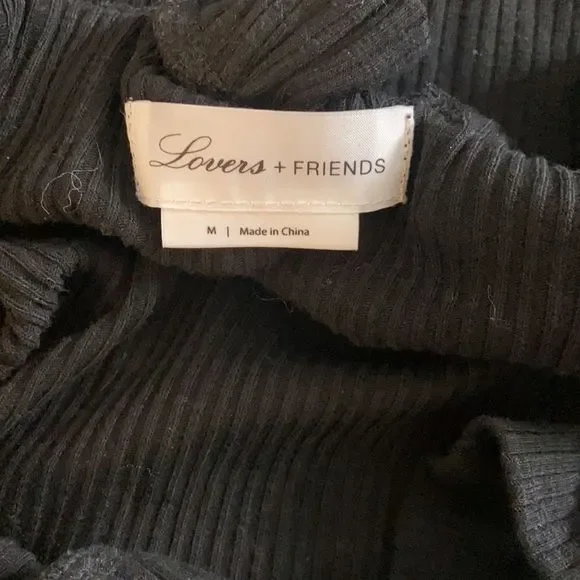 Lovers + FRIENDS
M | Made in China